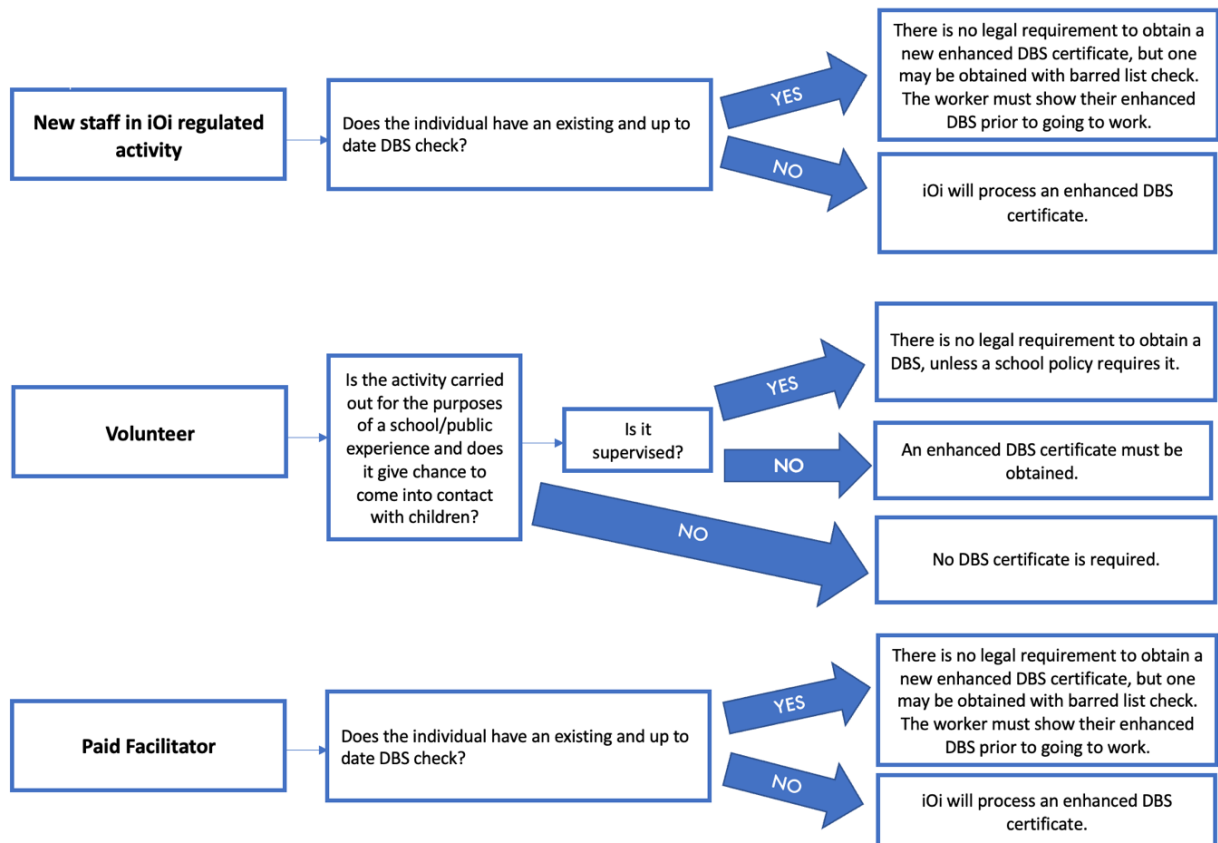 New staff in iOi regulated
activity
Does the individual have an existing and up to
date DBS check?
YES
There is no legal requirement to obtain a
new enhanced DBS certificate, but one
may be obtained with barred list check.
The worker must show their enhanced
DBS prior to going to work.
NO
iOi will process an enhanced DBS
certificate.
Volunteer
Is the activity carried
out for the purposes
of a school/public
experience and does
it give chance to
come into contact
with children?
Is it
supervised?
YES
There is no legal requirement to obtain a
DBS, unless a school policy requires it.
NO
An enhanced DBS certificate must be
obtained.
NO
No DBS certificate is required.
Paid Facilitator
Does the individual have an existing and up to
date DBS check?
YES
There is no legal requirement to obtain a
new enhanced DBS certificate, but one
may be obtained with barred list check.
The worker must show their enhanced
DBS prior to going to work.
NO
iOi will process an enhanced DBS
certificate.